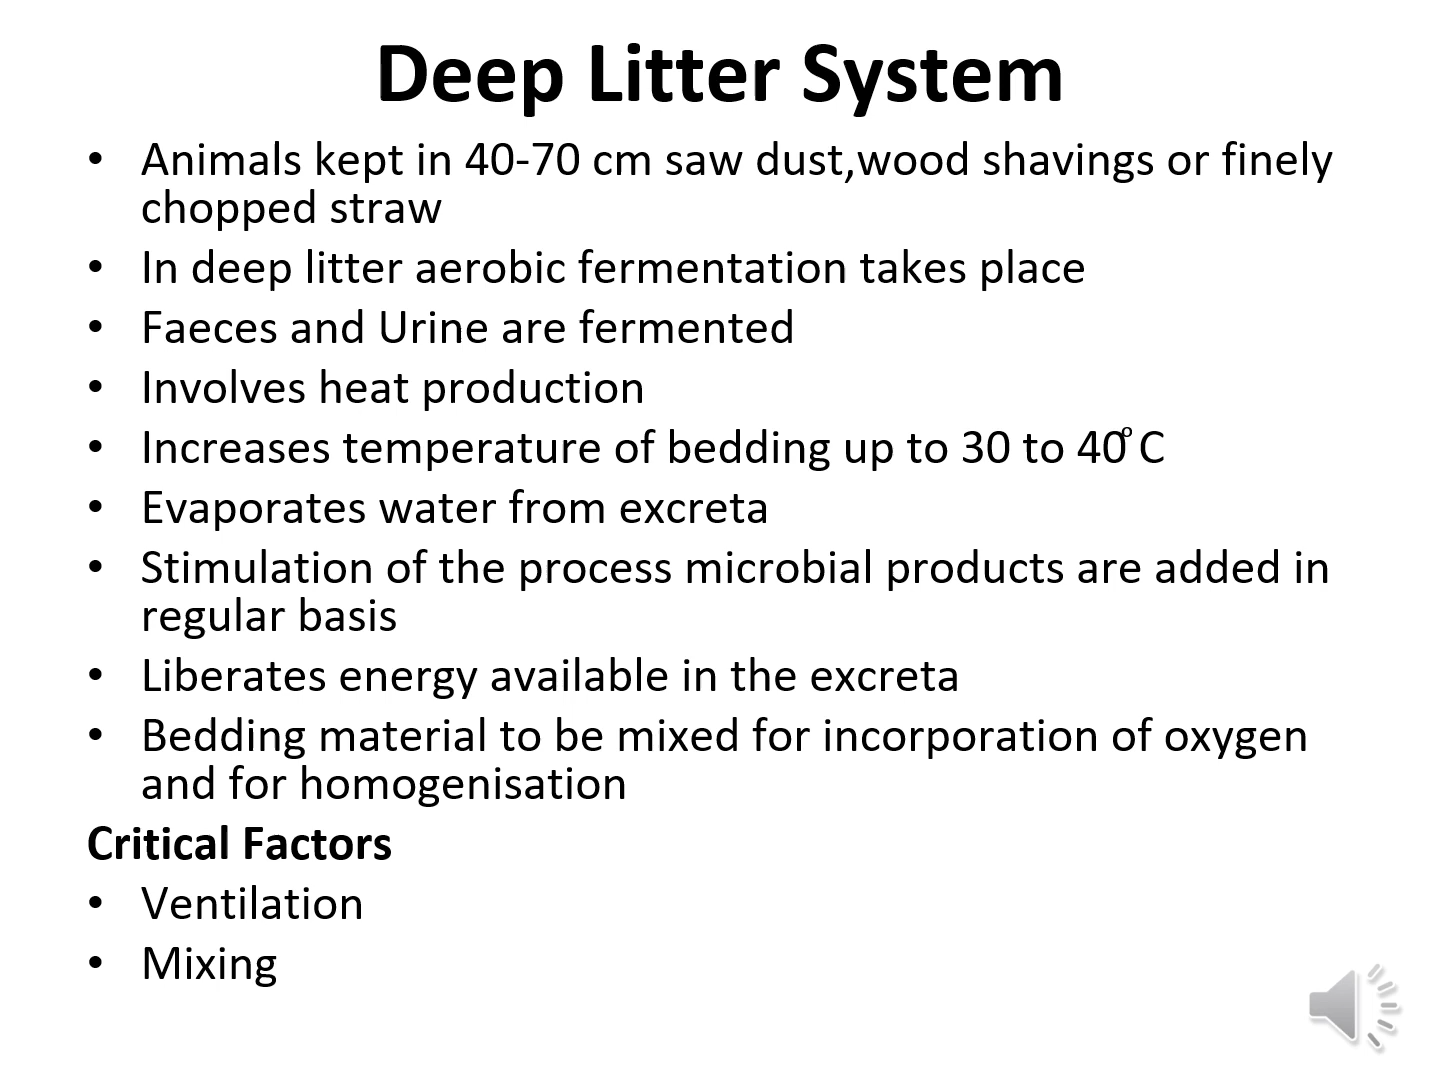 Deep Litter System
• Animals kept in 40-70 cm saw dust,wood shavings or finely
chopped straw
• In deep litter aerobic fermentation takes place
• Faeces and Urine are fermented
• Involves heat production
• Increases temperature of bedding up to 30 to 40º C
• Evaporates water from excreta
• Stimulation of the process microbial products are added in
regular basis
• Liberates energy available in the excreta
• Bedding material to be mixed for incorporation of oxygen
and for homogenisation
Critical Factors
• Ventilation
• Mixing